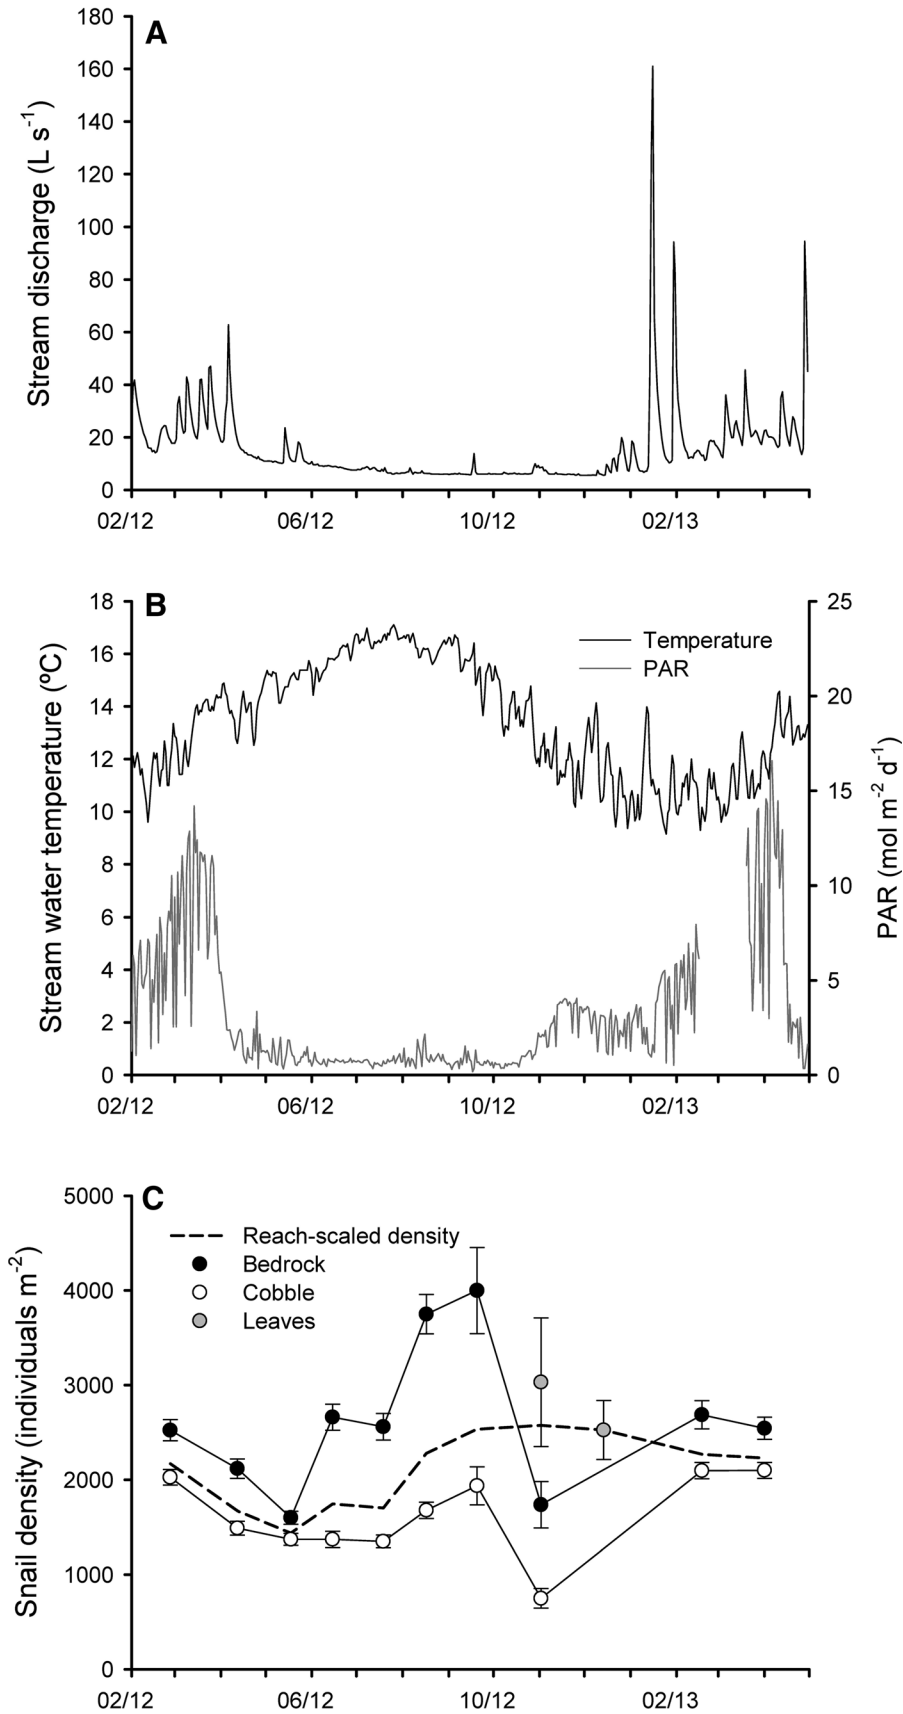 A
Stream discharge (L s⁻¹)
180
160
140
120
100
80
60
40
20
0
02/12 06/12 10/12 02/13
B
Stream water temperature (ºC)
18
16
14
12
10
8
6
4
2
0
Temperature
PAR
25
20
15
10
5
0
PAR (mol m⁻² d⁻¹)
02/12 06/12 10/12 02/13
C
Snail density (individuals m⁻²)
5000
4000
3000
2000
1000
0
Reach-scaled density
Bedrock
Cobble
Leaves
02/12 06/12 10/12 02/13